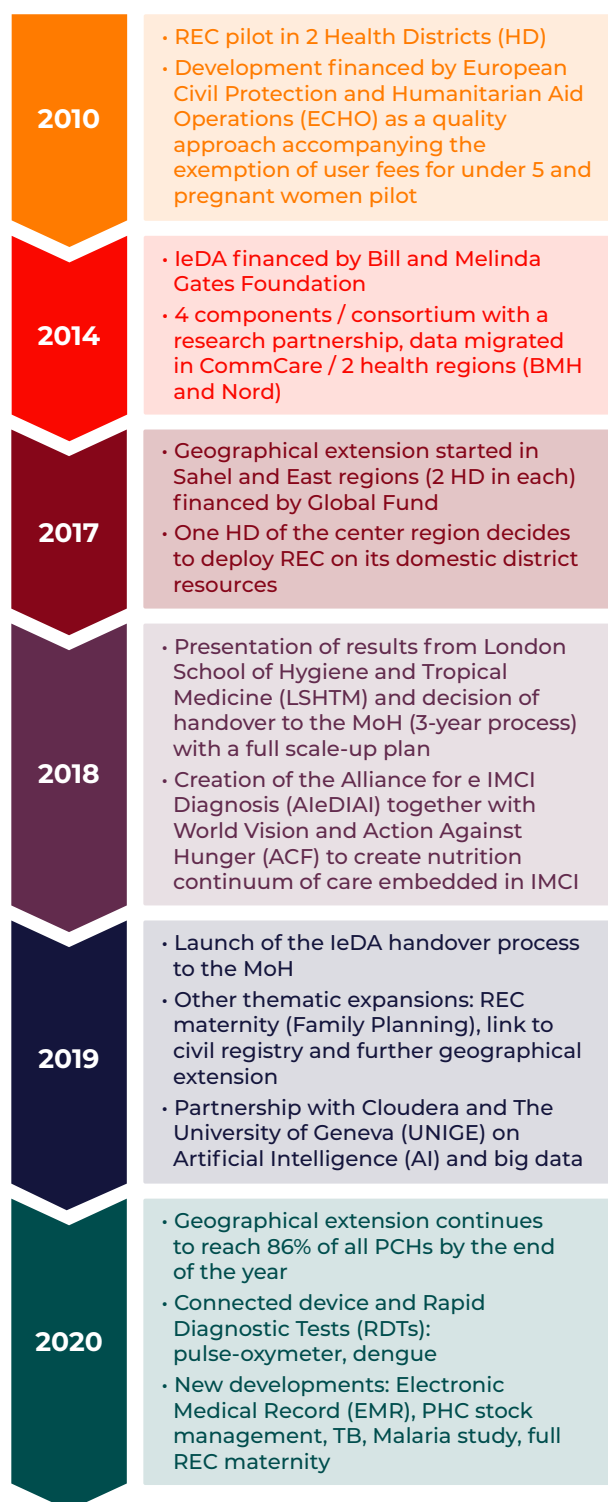 2010
• REC pilot in 2 Health Districts (HD)
• Development financed by European
Civil Protection and Humanitarian Aid
Operations (ECHO) as a quality
approach accompanying the
exemption of user fees for under 5 and
pregnant women pilot
2014
• IeDA financed by Bill and Melinda
Gates Foundation
• 4 components / consortium with a
research partnership, data migrated
in CommCare / 2 health regions (BMH
and Nord)
2017
• Geographical extension started in
Sahel and East regions (2 HD in each)
financed by Global Fund
• One HD of the center region decides
to deploy REC on its domestic district
resources
2018
• Presentation of results from London
School of Hygiene and Tropical
Medicine (LSHTM) and decision of
handover to the MoH (3-year process)
with a full scale-up plan
• Creation of the Alliance for e IMCI
Diagnosis (AIeDIAI) together with
World Vision and Action Against
Hunger (ACF) to create nutrition
continuum of care embedded in IMCI
2019
• Launch of the IeDA handover process
to the MoH
• Other thematic expansions: REC
maternity (Family Planning), link to
civil registry and further geographical
extension
• Partnership with Cloudera and The
University of Geneva (UNIGE) on
Artificial Intelligence (AI) and big data
2020
• Geographical extension continues
to reach 86% of all PCHs by the end
of the year
• Connected device and Rapid
Diagnostic Tests (RDTs):
pulse-oxymeter, dengue
• New developments: Electronic
Medical Record (EMR), PHC stock
management, TB, Malaria study, full
REC maternity